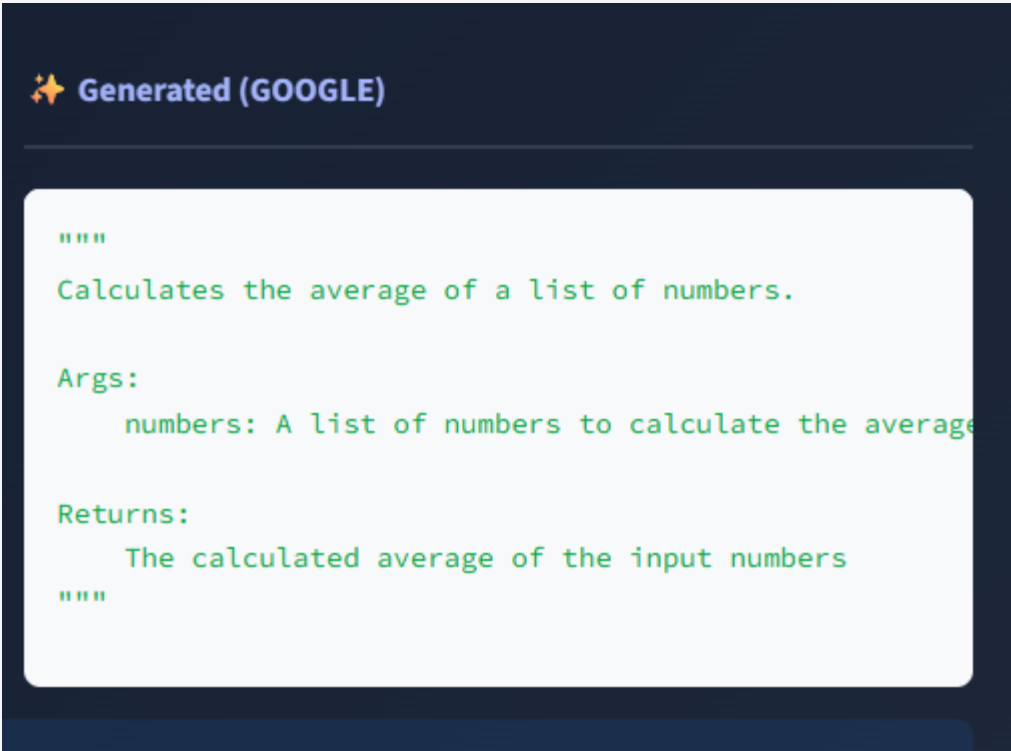 ✨ Generated (GOOGLE)
"""
Calculates the average of a list of numbers.
Args:
    numbers: A list of numbers to calculate the average
Returns:
    The calculated average of the input numbers
"""